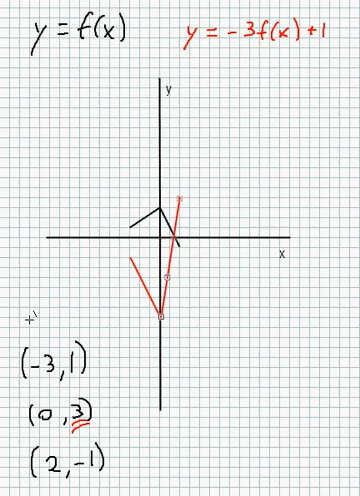 y = f(x) y = -3f(x)+1
y
x
(-3,1)
(0,3)
(2,-1)